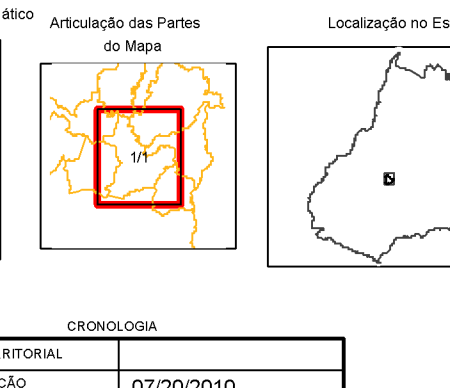 ático
Articulação das Partes
do Mapa
Localização no Es
1/1
CRONOLOGIA
RITORIAL
ÇÃO
07/20/2010